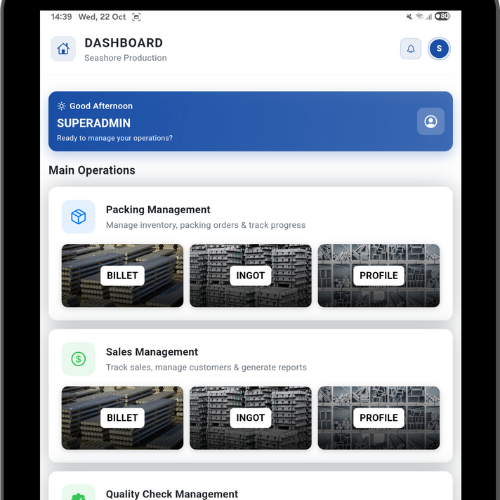 14:39 Wed, 22 Oct
80
DASHBOARD
Seashore Production
S
Good Afternoon
SUPERADMIN
Ready to manage your operations?
Main Operations
Packing Management
Manage inventory, packing orders & track progress
BILLET INGOT PROFILE
Sales Management
Track sales, manage customers & generate reports
BILLET INGOT PROFILE
Quality Check Management